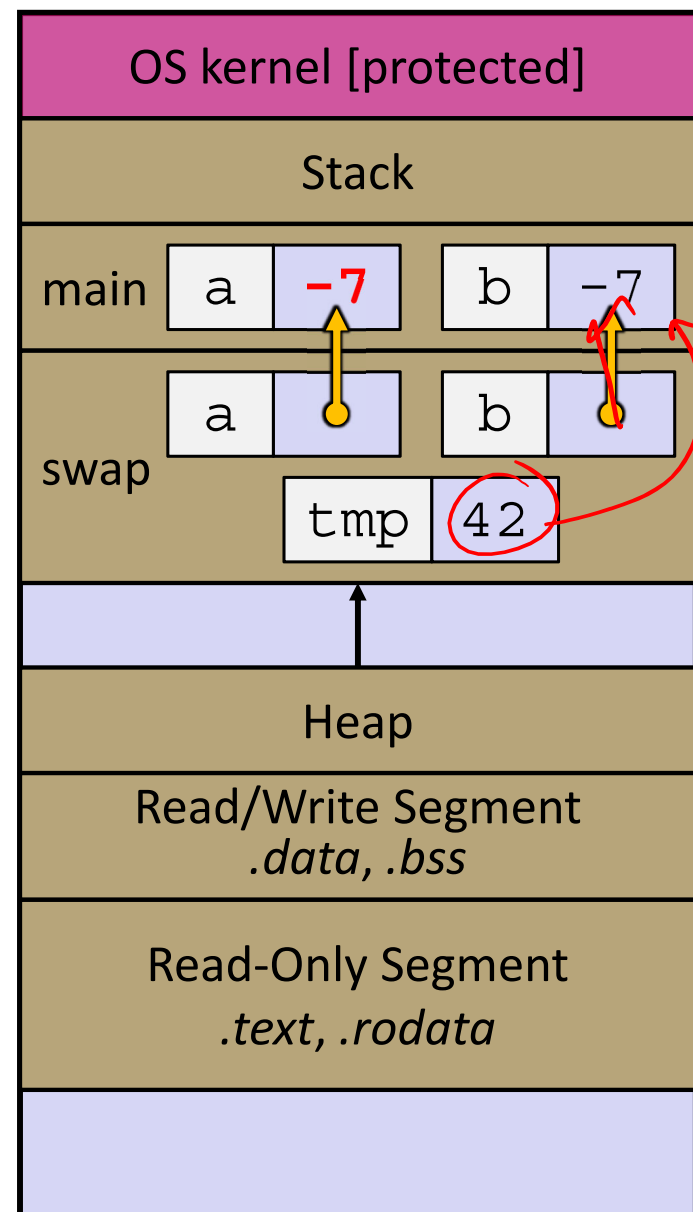 OS kernel [protected]
Stack
main a -7 b -7
a b
swap
tmp 42
Heap
Read/Write Segment
.data, .bss
Read-Only Segment
.text, .rodata